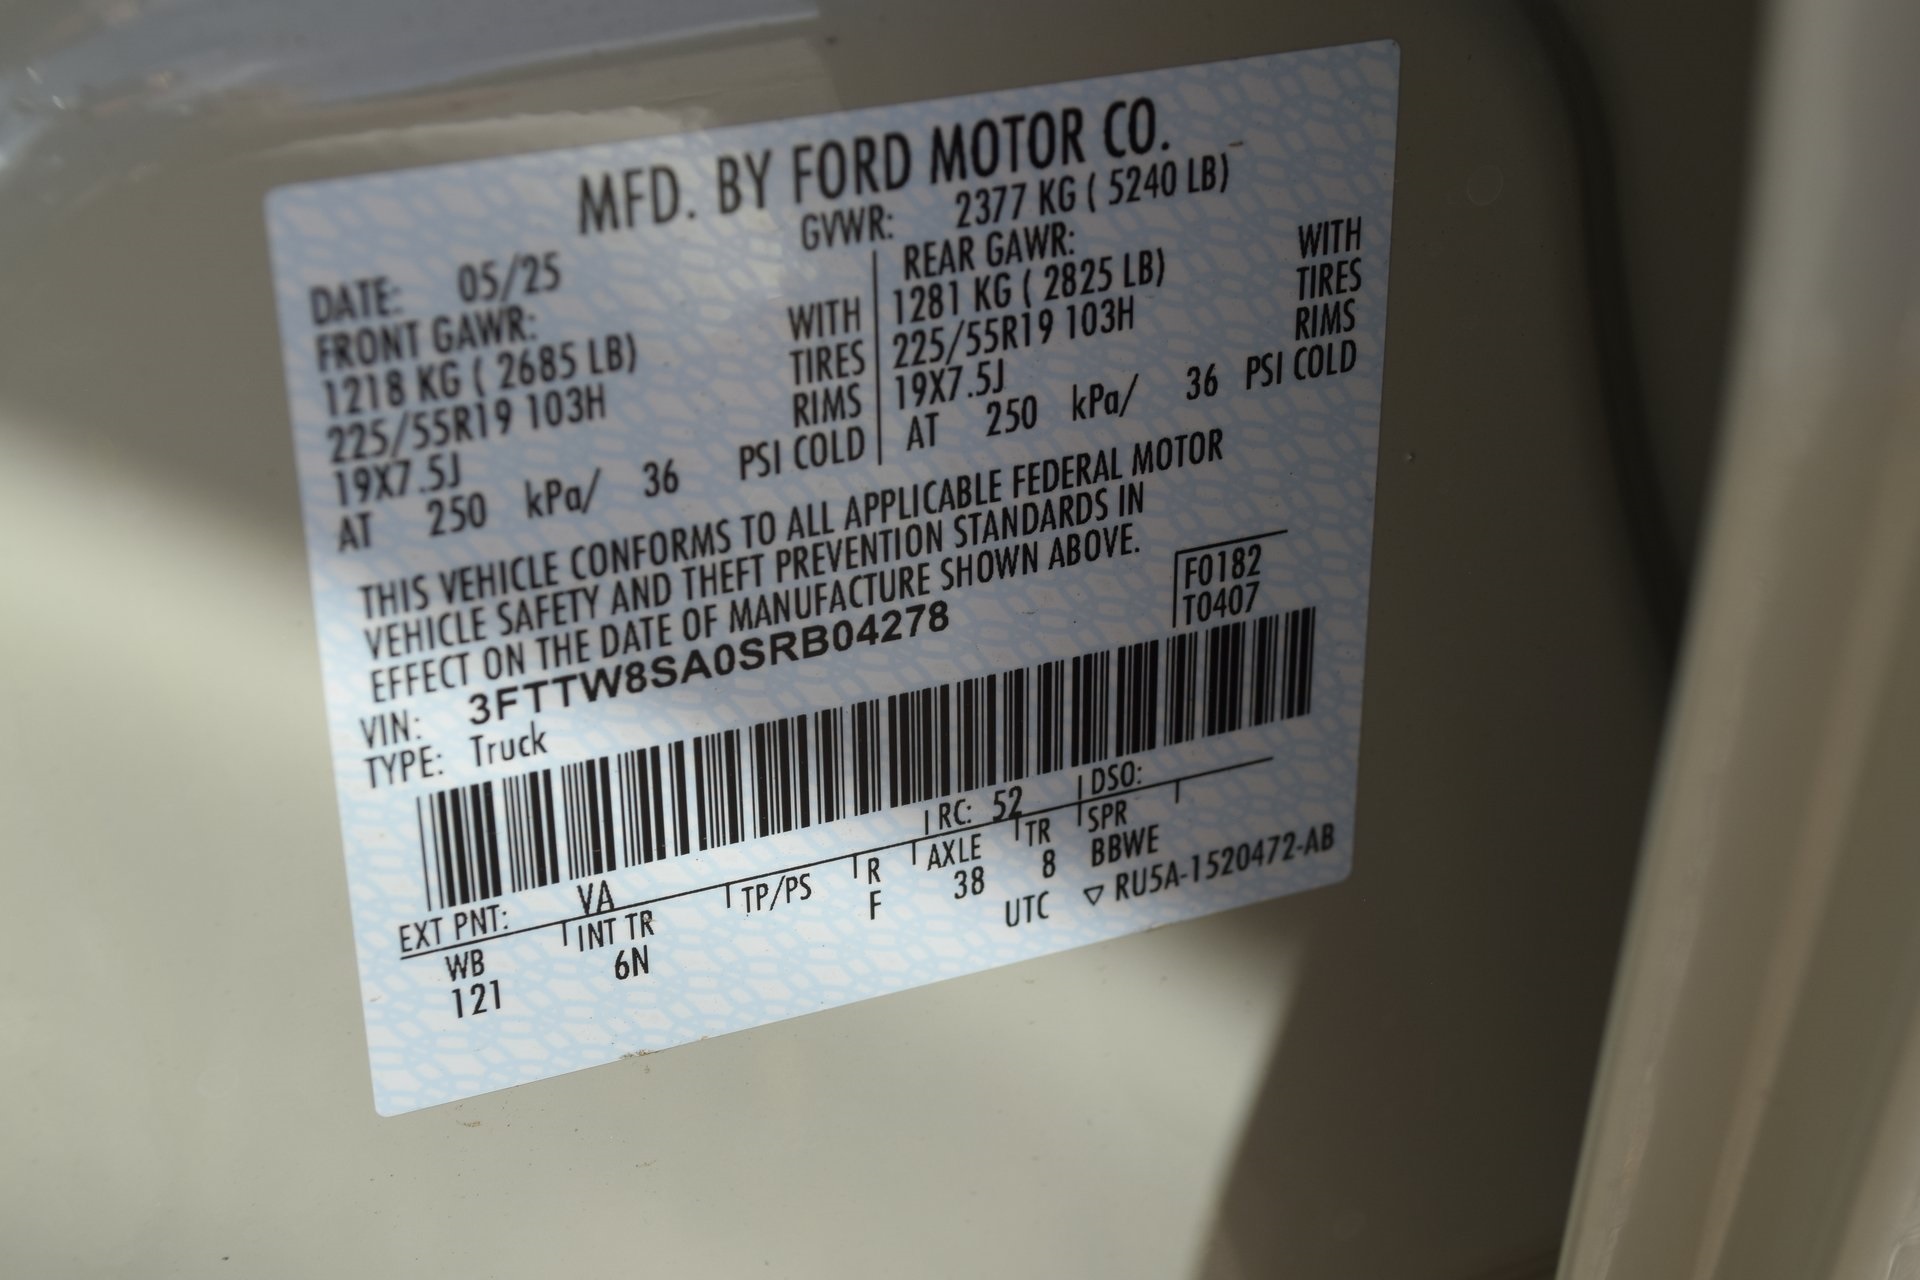 MFD. BY FORD MOTOR CO.
DATE: 05/25 GVWR: 2377 KG ( 5240 LB)
FRONT GAWR: REAR GAWR:
1218 KG ( 2685 LB) WITH 1281 KG ( 2825 LB) WITH
225/55R19 103H TIRES 225/55R19 103H TIRES
19X7.5J RIMS 19X7.5J RIMS
AT 250 kPa/ 36 PSI COLD AT 250 kPa/ 36 PSI COLD
THIS VEHICLE CONFORMS TO ALL APPLICABLE FEDERAL MOTOR
VEHICLE SAFETY AND THEFT PREVENTION STANDARDS IN
EFFECT ON THE DATE OF MANUFACTURE SHOWN ABOVE.
VIN: 3FTTW8SA0SRB04278 F0182
TYPE: Truck T0407
EXT PNT: VA RC: 52 DSO:
WB INT TR TP/PS R AXLE TR SPR
121 6N F 38 8 BBWE
UTC ▽ RU5A-1520472-AB